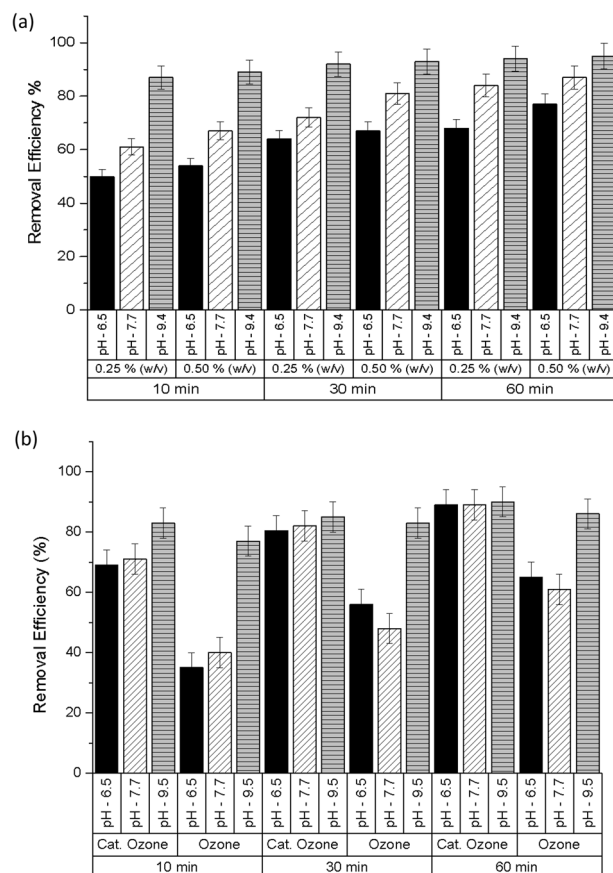 (a)
Removal Efficiency %
100
80
60
40
20
0
pH - 6.5 pH - 7.7 pH - 9.4 pH - 6.5 pH - 7.7 pH - 9.4 pH - 6.5 pH - 7.7 pH - 9.4 pH - 6.5 pH - 7.7 pH - 9.4 pH - 6.5 pH - 7.7 pH - 9.4 pH - 6.5 pH - 7.7 pH - 9.4
0.25 % (w/v) 0.50 % (w/v) 0.25 % (w/v) 0.50 % (w/v) 0.25 % (w/v) 0.50 % (w/v)
10 min 30 min 60 min
(b)
Removal Efficiency (%)
100
80
60
40
20
0
pH - 6.5 pH - 7.7 pH - 9.5 pH - 6.5 pH - 7.7 pH - 9.5 pH - 6.5 pH - 7.7 pH - 9.5 pH - 6.5 pH - 7.7 pH - 9.5 pH - 6.5 pH - 7.7 pH - 9.5 pH - 6.5 pH - 7.7 pH - 9.5
Cat. Ozone Ozone Cat. Ozone Ozone Cat. Ozone Ozone
10 min 30 min 60 min